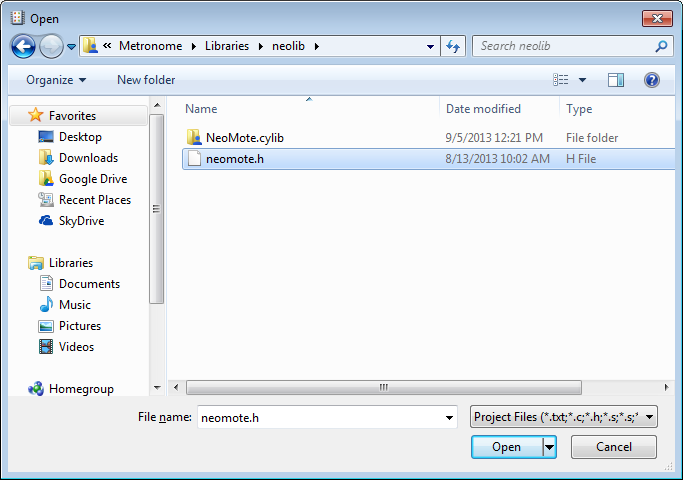 Open
« Metronome Libraries neolib
Search neolib
Organize New folder
Favorites
Desktop
Downloads
Google Drive
Recent Places
SkyDrive
Libraries
Documents
Music
Pictures
Videos
Homegroup
Name Date modified Type
NeoMote.cylib 9/5/2013 12:21 PM File folder
neomote.h 8/13/2013 10:02 AM H File
File name: neomote.h Project Files (*.txt;*.c;*.h;*.s;*.s;*
Open Cancel